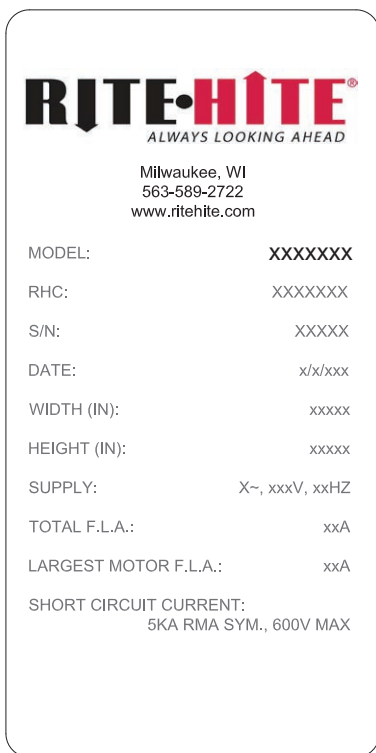 RITE•HITE®
ALWAYS LOOKING AHEAD
Milwaukee, WI
563-589-2722
www.ritehite.com
MODEL: XXXXXXX
RHC: XXXXXXX
S/N: XXXXX
DATE: x/x/xxx
WIDTH (IN): xxxxx
HEIGHT (IN): xxxxx
SUPPLY: X~, xxxV, xxHZ
TOTAL F.L.A.: xxA
LARGEST MOTOR F.L.A.: xxA
SHORT CIRCUIT CURRENT:
5KA RMA SYM., 600V MAX